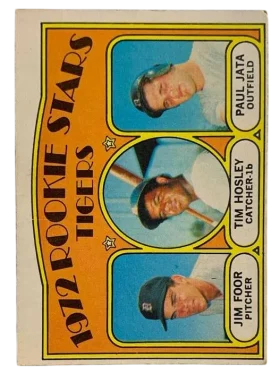 1972 ROOKIE STARS
TIGERS
JIM FOOR
PITCHER
TIM HOSLEY
CATCHER-1b
PAUL JATA
OUTFIELD